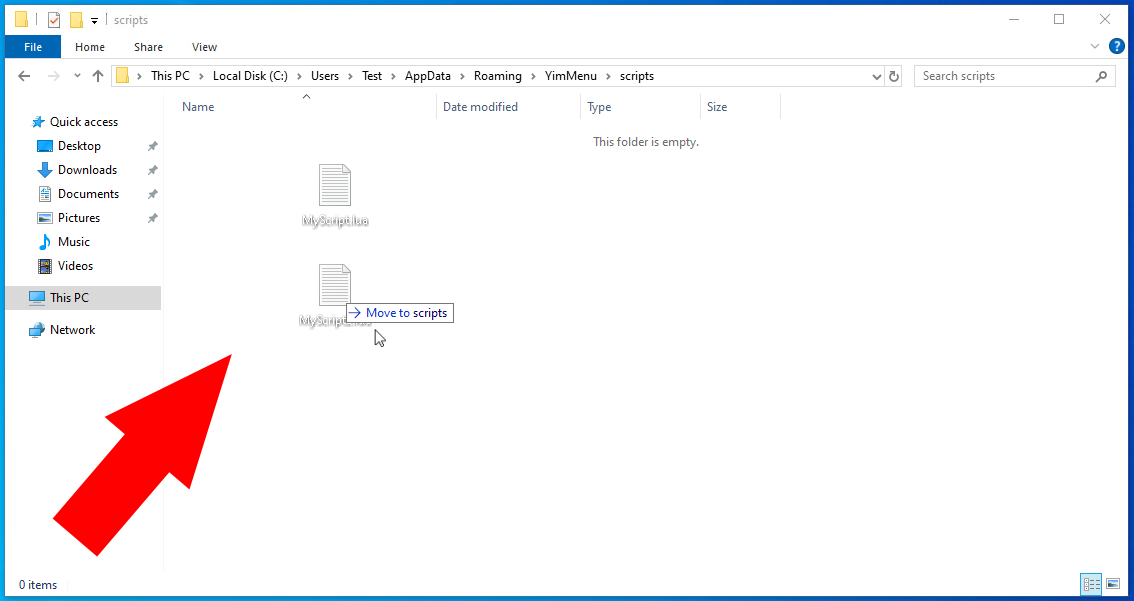 scripts
File Home Share View
This PC Local Disk (C:) Users Test AppData Roaming YimMenu scripts
Search scripts
Name Date modified Type Size
This folder is empty.
Quick access
Desktop
Downloads
Documents
Pictures
Music
Videos
This PC
Network
MyScript.lua
Move to scripts
0 items